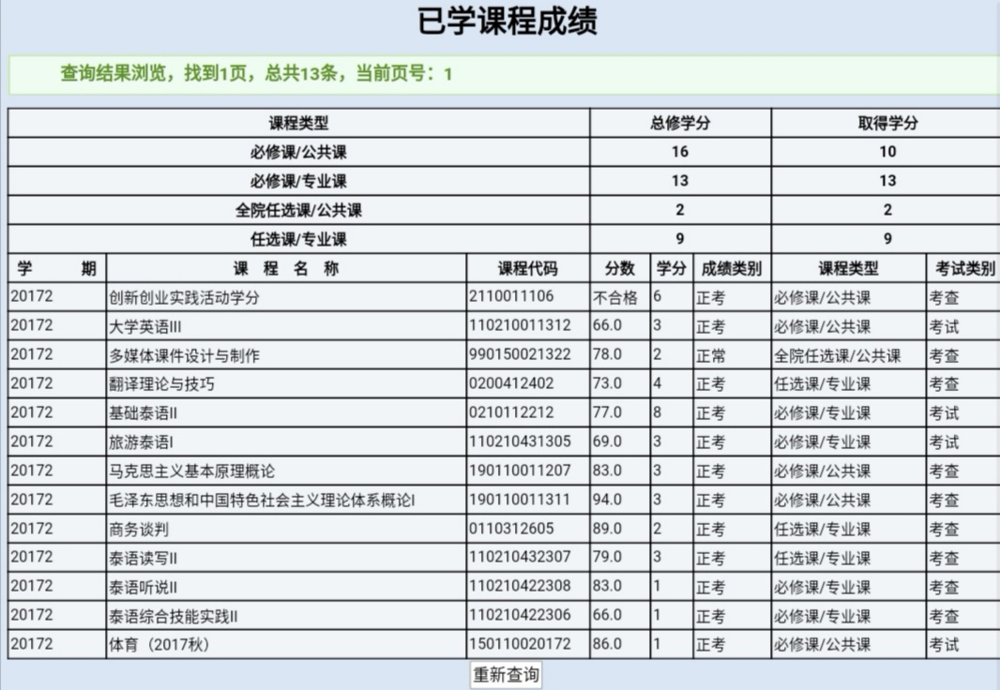 已学课程成绩
查询结果浏览，找到1页，总共13条，当前页号：1
课程类型 总修学分 取得学分
必修课/公共课 16 10
必修课/专业课 13 13
全院任选课/公共课 2 2
任选课/专业课 9 9
学 期 课 程 名 称 课程代码 分数 学分 成绩类别 课程类型 考试类别
20172 创新创业实践活动学分 2110011106 不合格 6 正考 必修课/公共课 考查
20172 大学英语III 110210011312 66.0 3 正考 必修课/公共课 考试
20172 多媒体课件设计与制作 990150021322 78.0 2 正常 全院任选课/公共课 考查
20172 翻译理论与技巧 0200412402 73.0 4 正考 任选课/专业课 考查
20172 基础泰语II 0210112212 77.0 8 正考 必修课/专业课 考试
20172 旅游泰语I 110210431305 69.0 3 正考 必修课/专业课 考试
20172 马克思主义基本原理概论 190110011207 83.0 3 正考 必修课/公共课 考查
20172 毛泽东思想和中国特色社会主义理论体系概论I 190110011311 94.0 3 正考 必修课/公共课 考查
20172 商务谈判 0110312605 89.0 2 正考 任选课/专业课 考查
20172 泰语读写II 110210432307 79.0 3 正考 任选课/专业课 考查
20172 泰语听说II 110210422308 83.0 1 正考 必修课/专业课 考查
20172 泰语综合技能实践II 110210422306 66.0 1 正考 必修课/专业课 考查
20172 体育（2017秋） 150110020172 86.0 1 正考 必修课/公共课 考试
重新查询